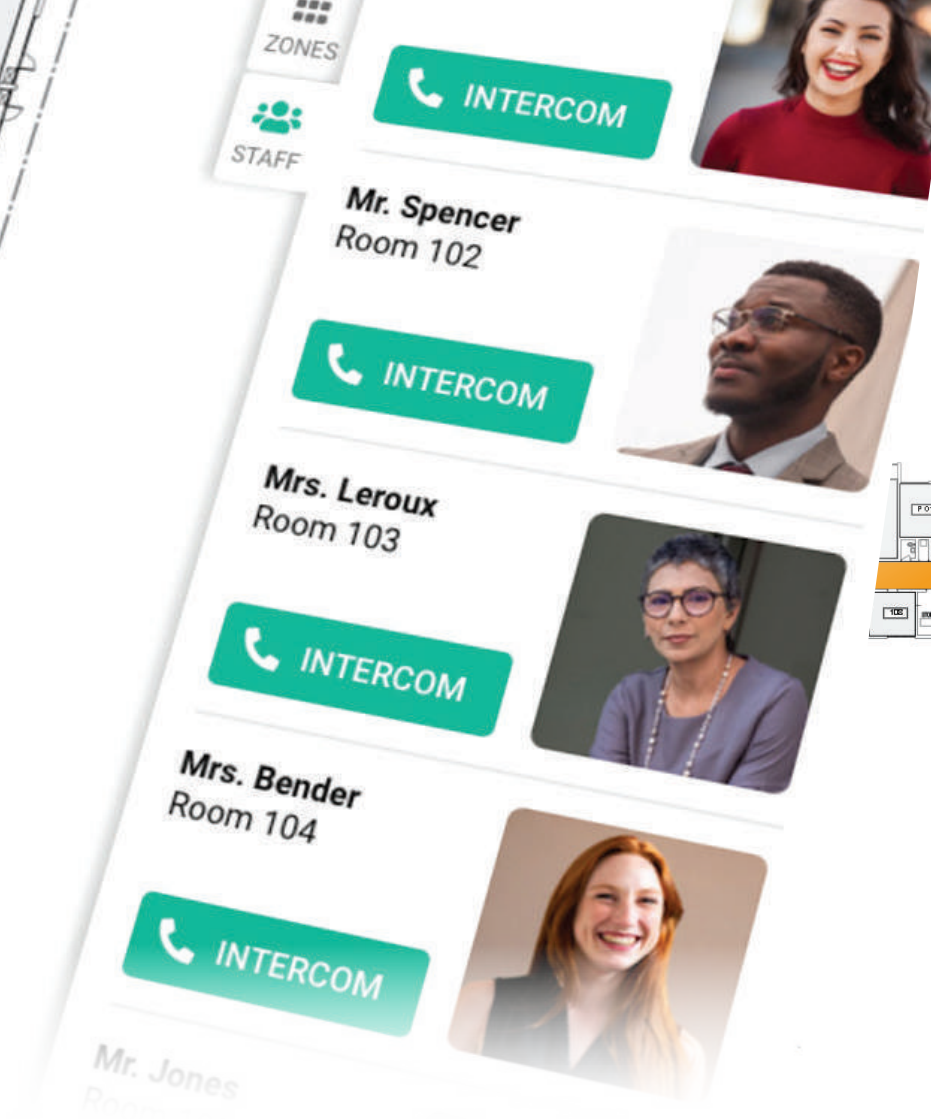 ZONES
STAFF
INTERCOM
Mr. Spencer
Room 102
INTERCOM
Mrs. Leroux
Room 103
INTERCOM
Mrs. Bender
Room 104
INTERCOM
Mr. Jones
Room